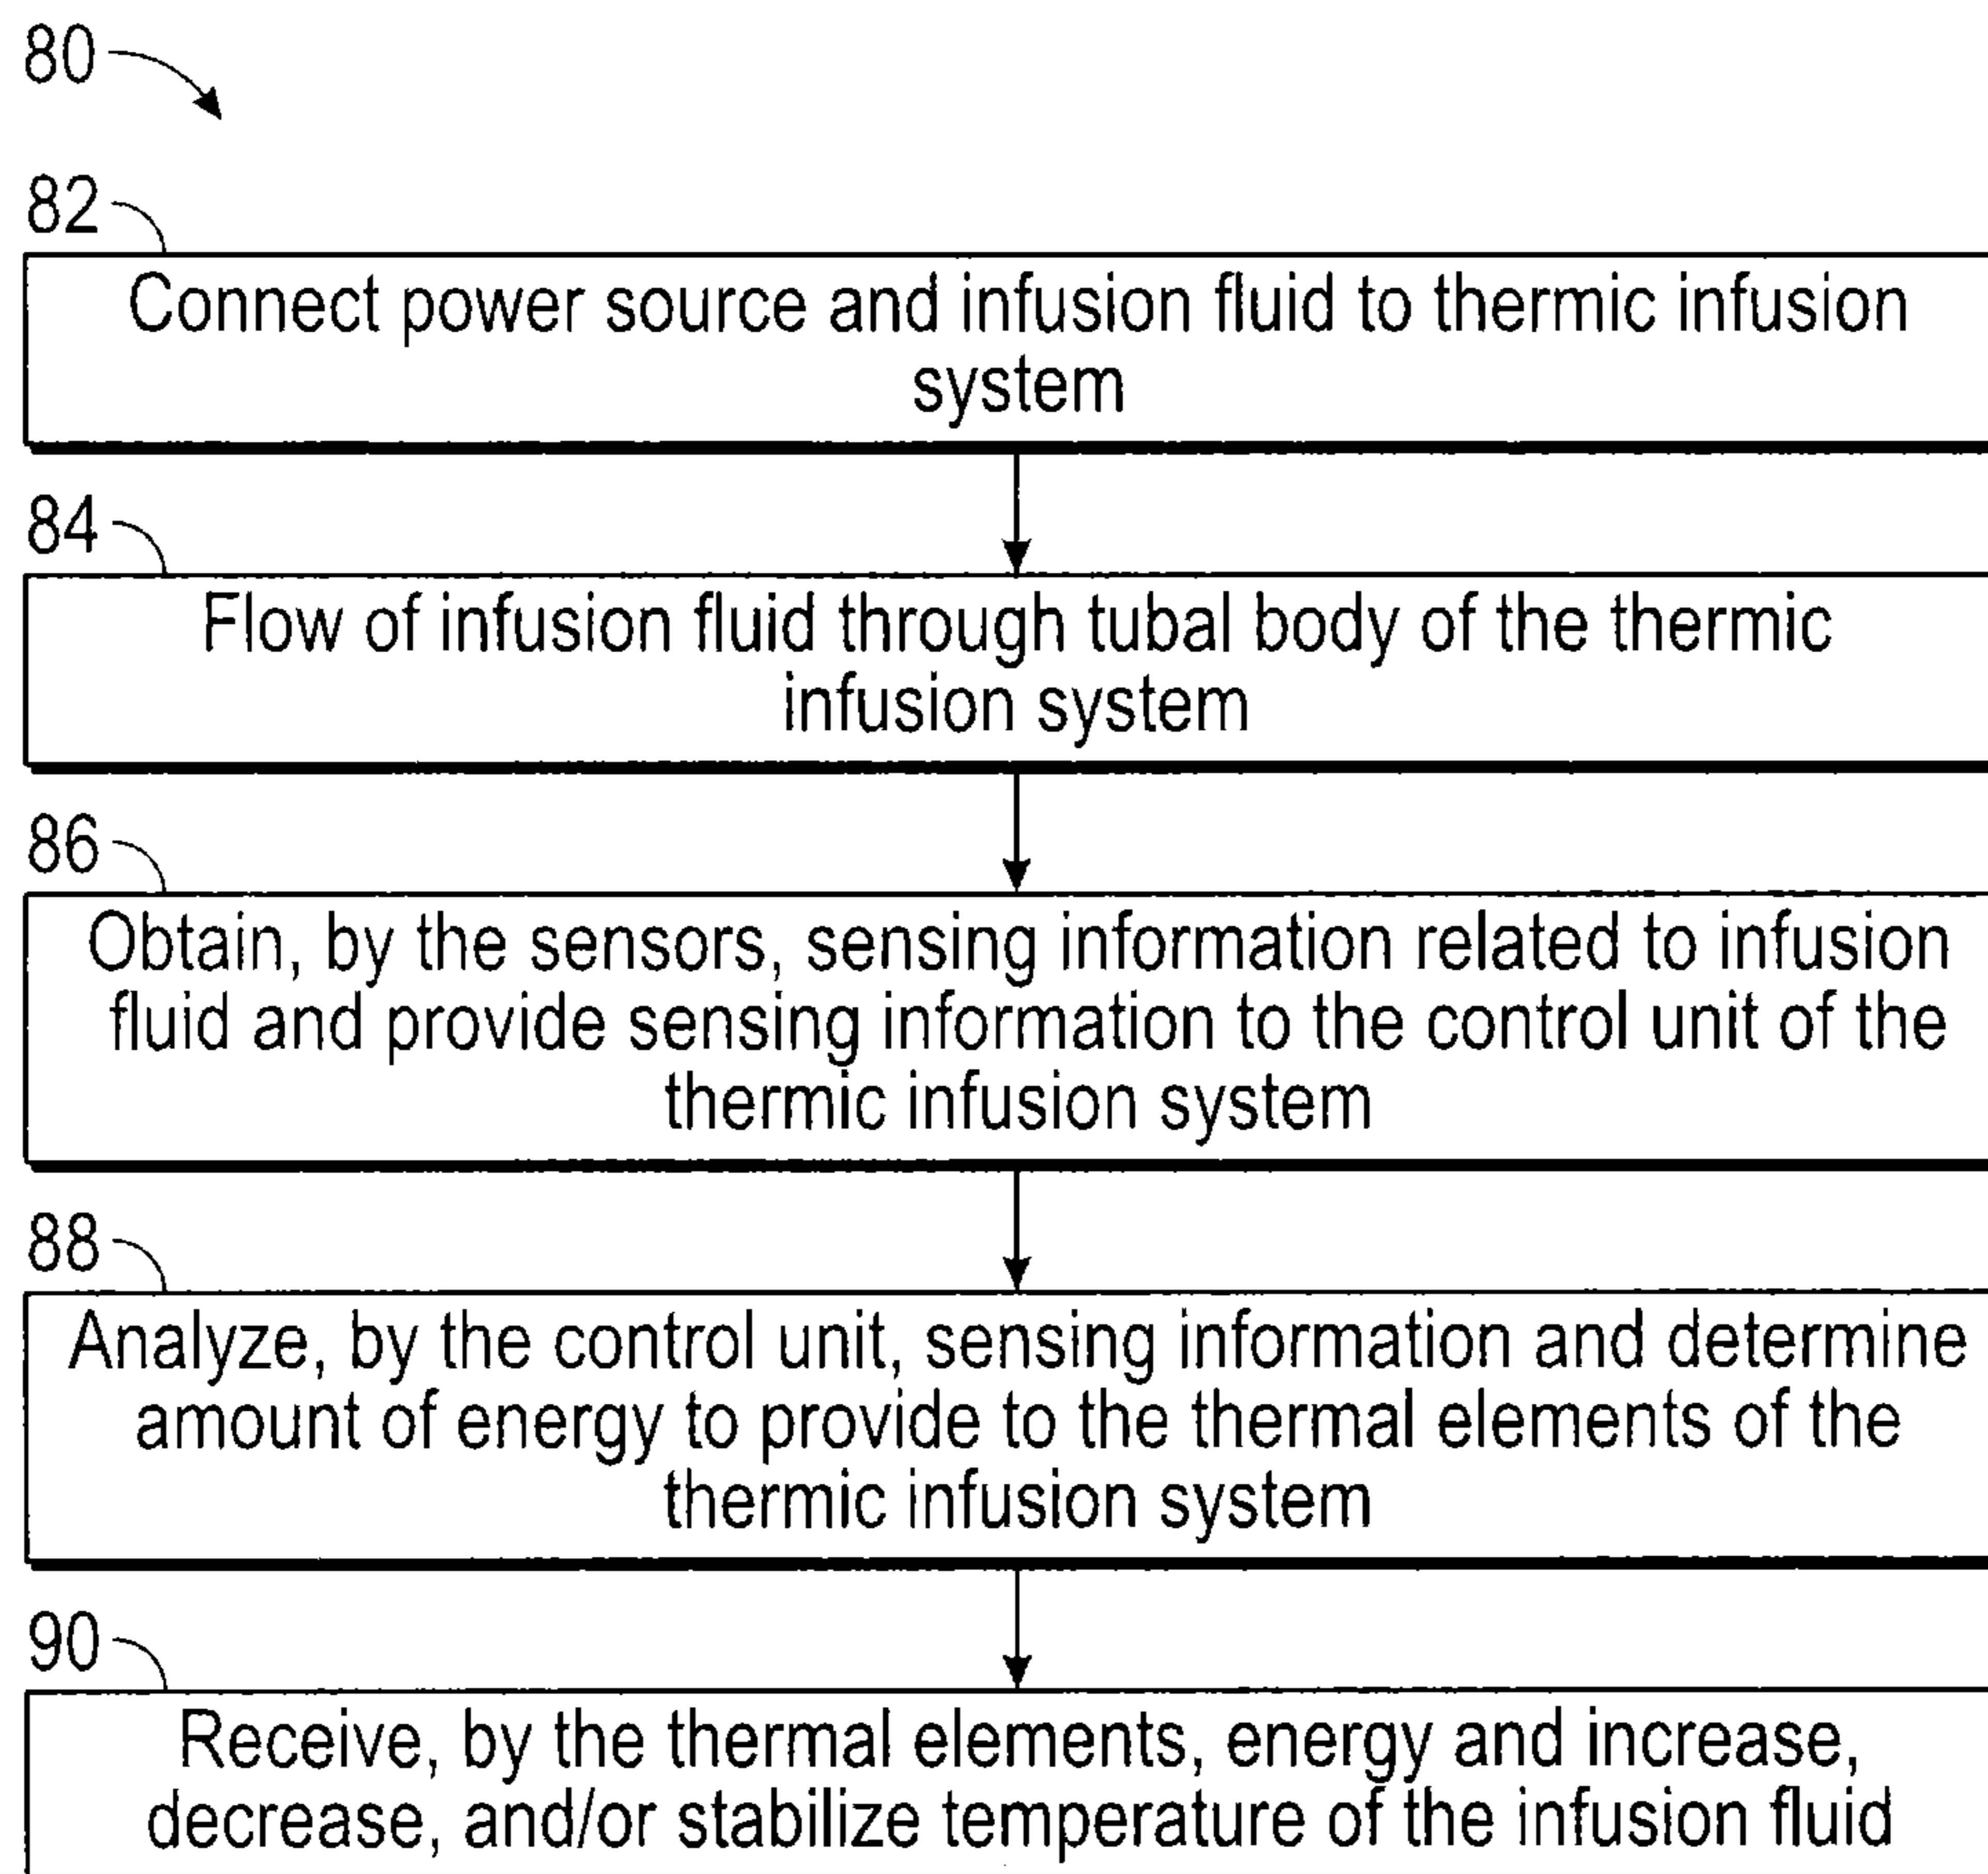 80
82
Connect power source and infusion fluid to thermic infusion
system
84
Flow of infusion fluid through tubal body of the thermic
infusion system
86
Obtain, by the sensors, sensing information related to infusion
fluid and provide sensing information to the control unit of the
thermic infusion system
88
Analyze, by the control unit, sensing information and determine
amount of energy to provide to the thermal elements of the
thermic infusion system
90
Receive, by the thermal elements, energy and increase,
decrease, and/or stabilize temperature of the infusion fluid